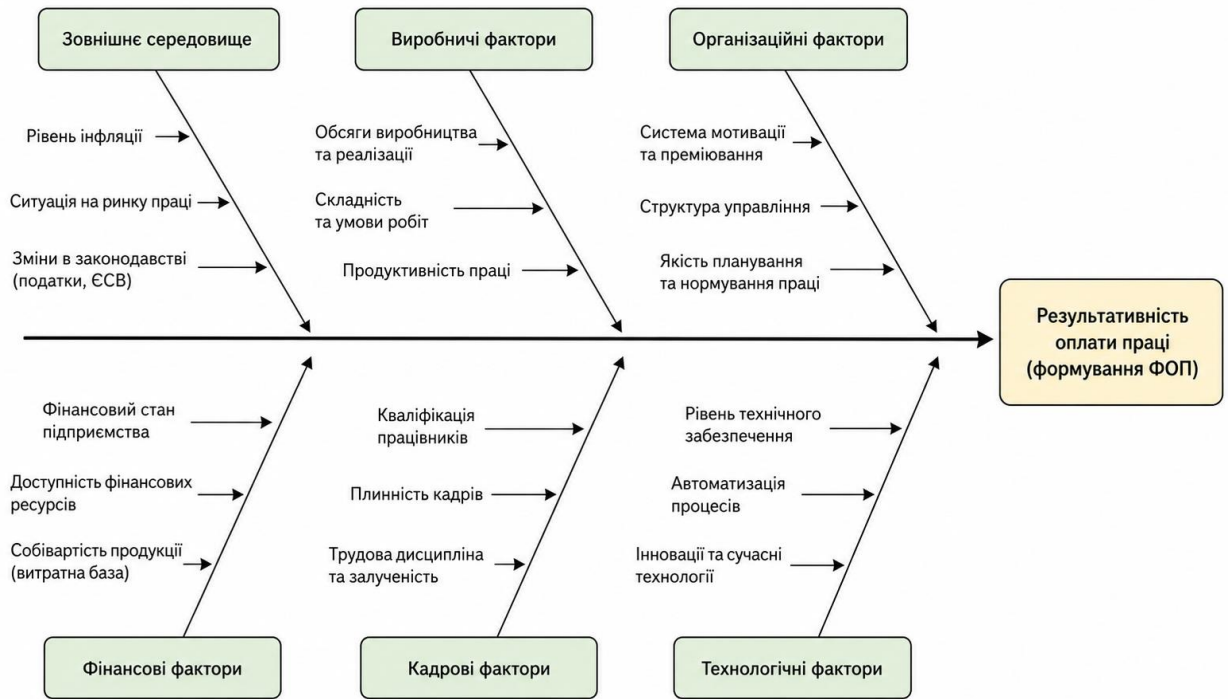 Зовнішнє середовище
Виробничі фактори
Організаційні фактори
Рівень інфляції
Ситуація на ринку праці
Зміни в законодавстві
(податки, ЄСВ)
Обсяги виробництва
та реалізації
Складність
та умови робіт
Продуктивність праці
Система мотивації
та преміювання
Структура управління
Якість планування
та нормування праці
Результативність
оплати праці
(формування ФОП)
Фінансовий стан
підприємства
Доступність фінансових
ресурсів
Собівартість продукції
(витратна база)
Кваліфікація
працівників
Плинність кадрів
Трудова дисципліна
та залученість
Рівень технічного
забезпечення
Автоматизація
процесів
Інновації та сучасні
технології
Фінансові фактори
Кадрові фактори
Технологічні фактори